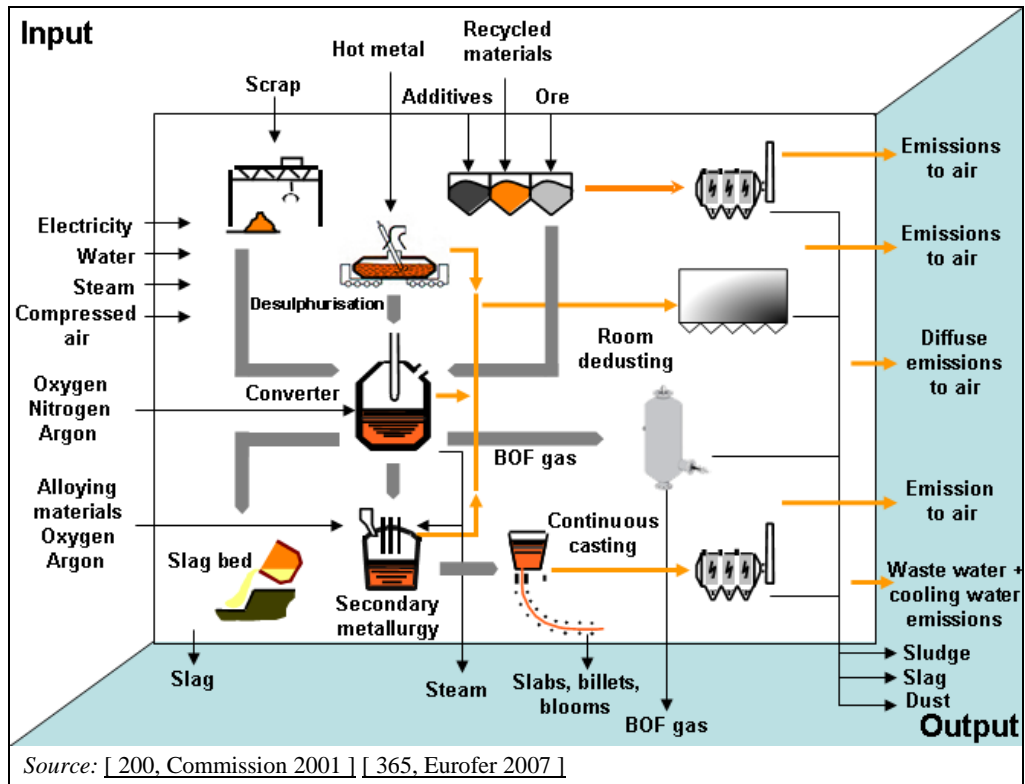 Input
Hot metal
Recycled
materials
Scrap
Additives
Ore
Emissions
to air
Electricity
Water
Steam
Compressed
air
Emissions
to air
Desulphurisation
Room
dedusting
Diffuse
emissions
to air
Oxygen
Nitrogen
Argon
Converter
BOF gas
Alloying
materials
Oxygen
Argon
Continuous
casting
Emission
to air
Slag bed
Secondary
metallurgy
Waste water +
cooling water
emissions
Sludge
Slag
Dust
Slag
Steam
Slabs, billets,
blooms
BOF gas
Output
Source: [ 200, Commission 2001 ] [ 365, Eurofer 2007 ]